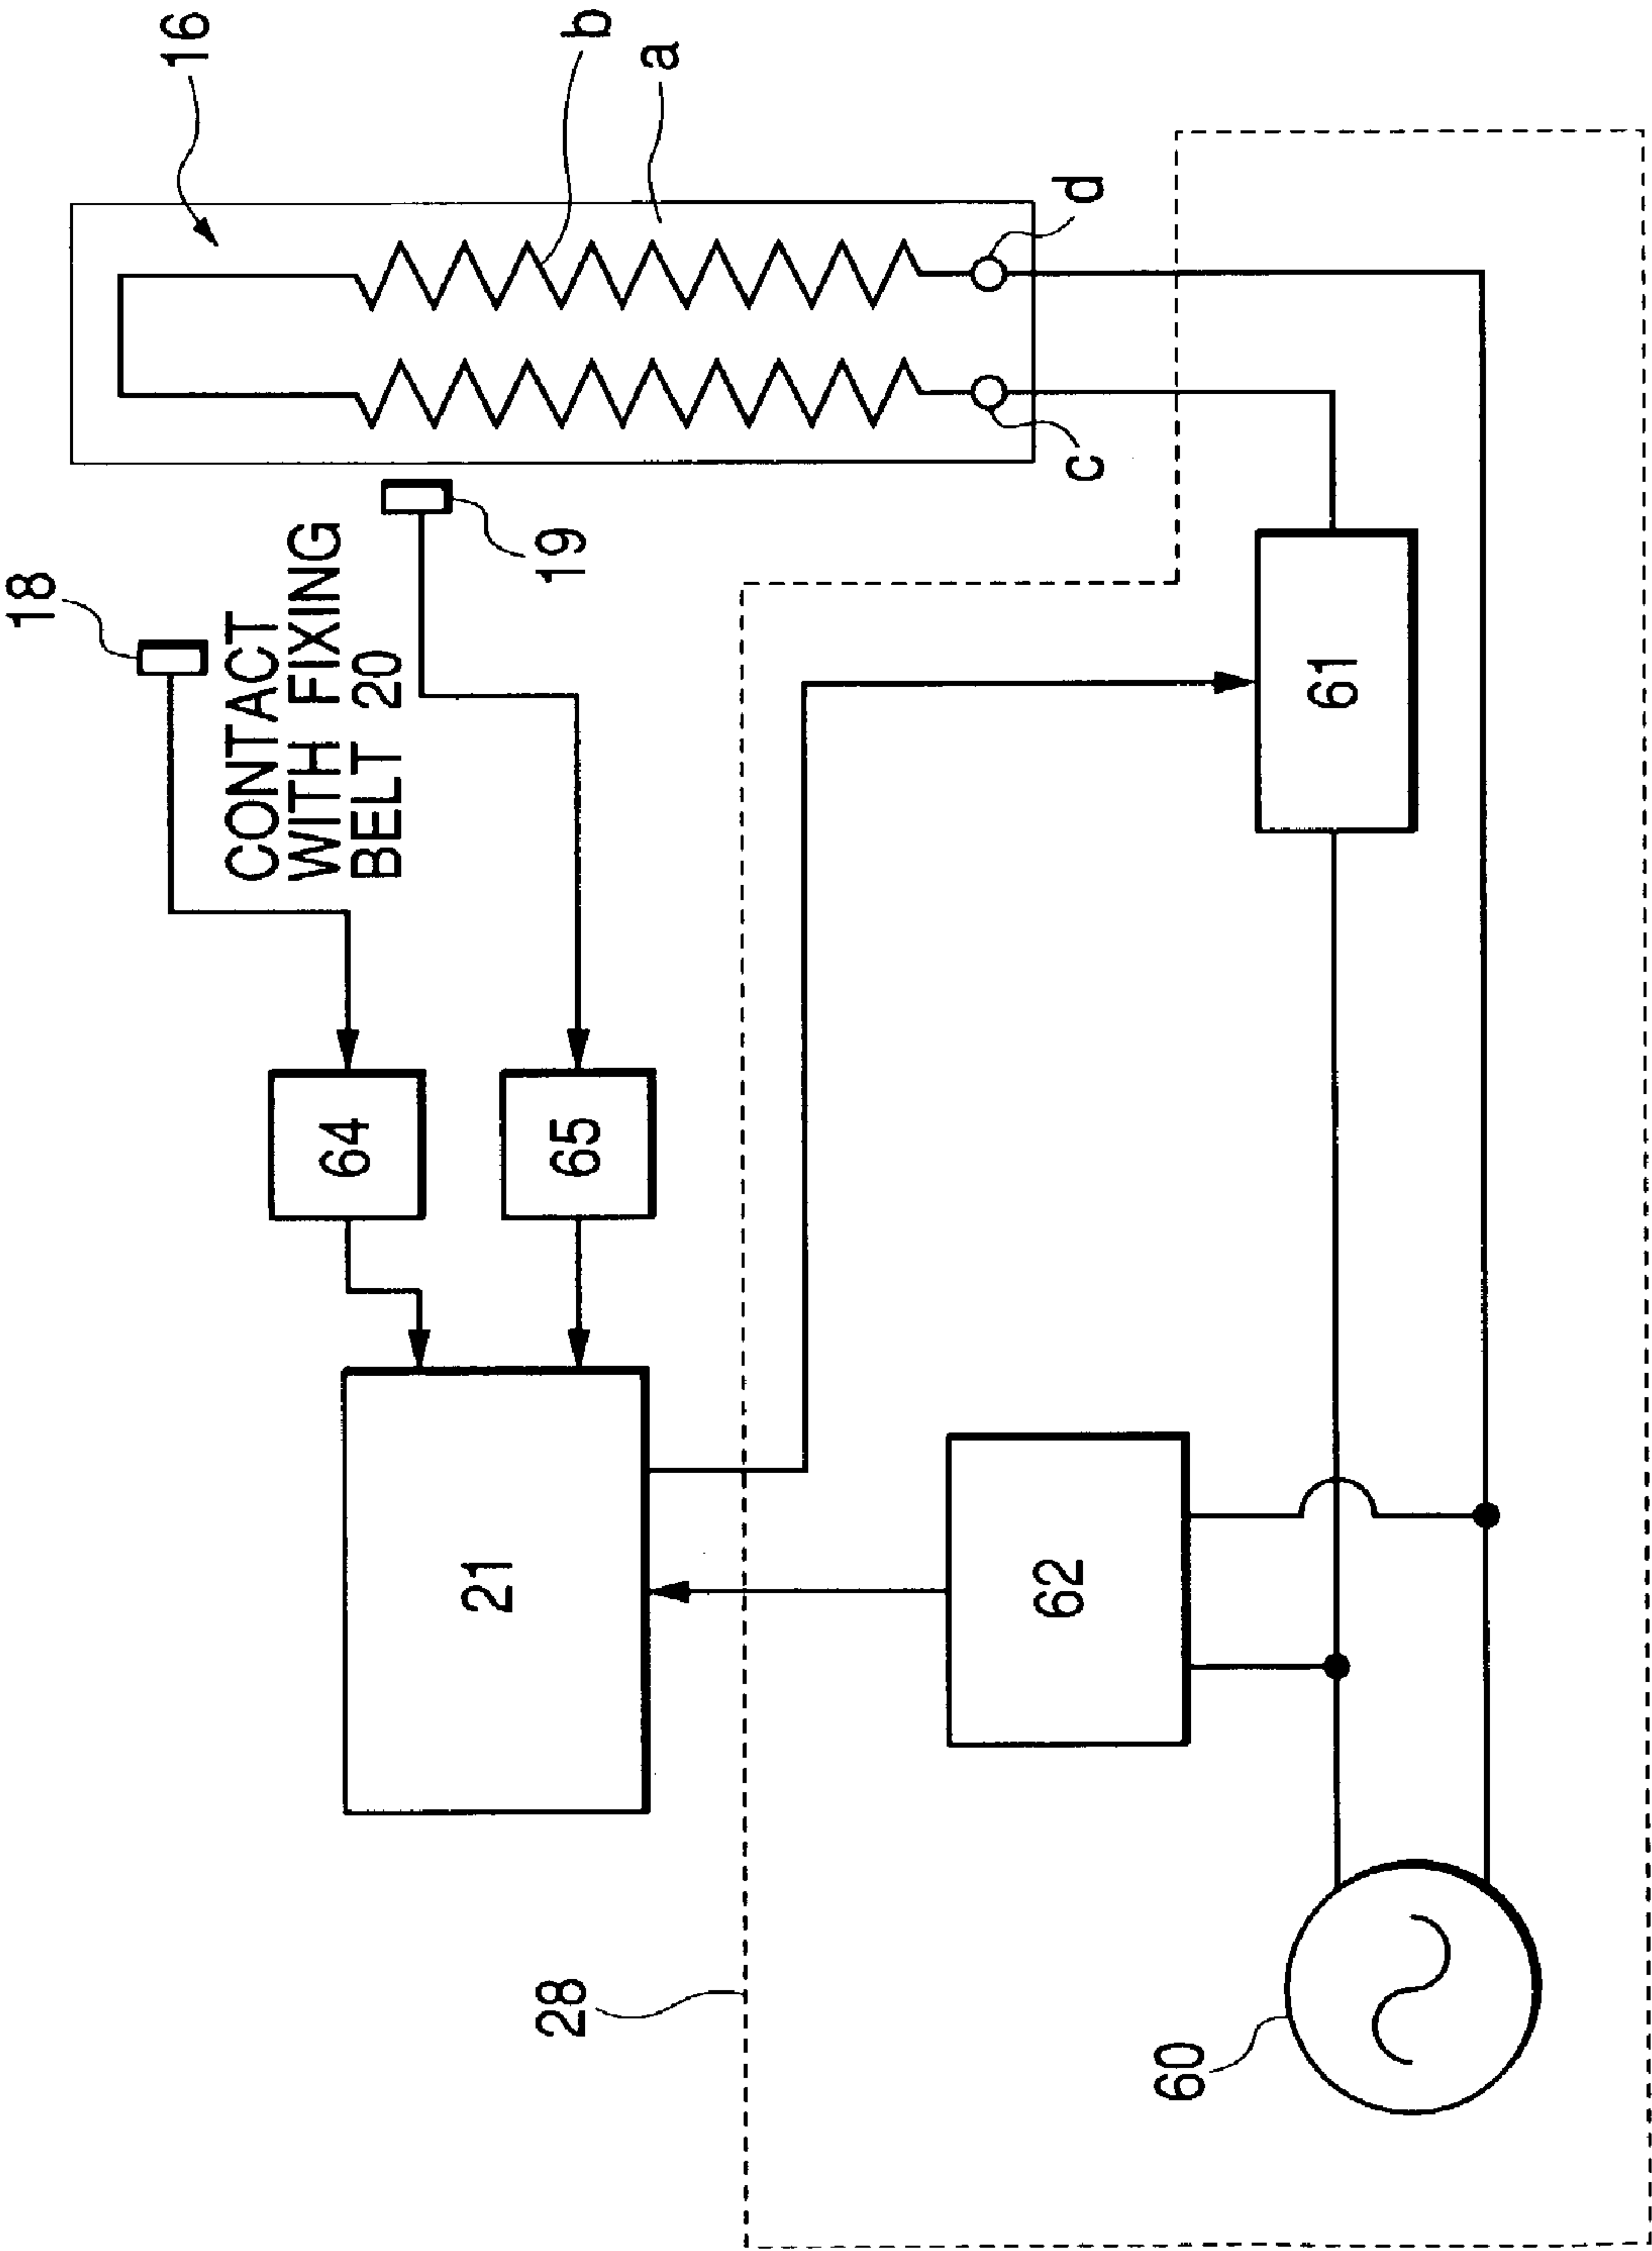 16
b
a
d
c
18
CONTACT
WITH FIXING
BELT 20
19
64
65
61
21
62
28
60